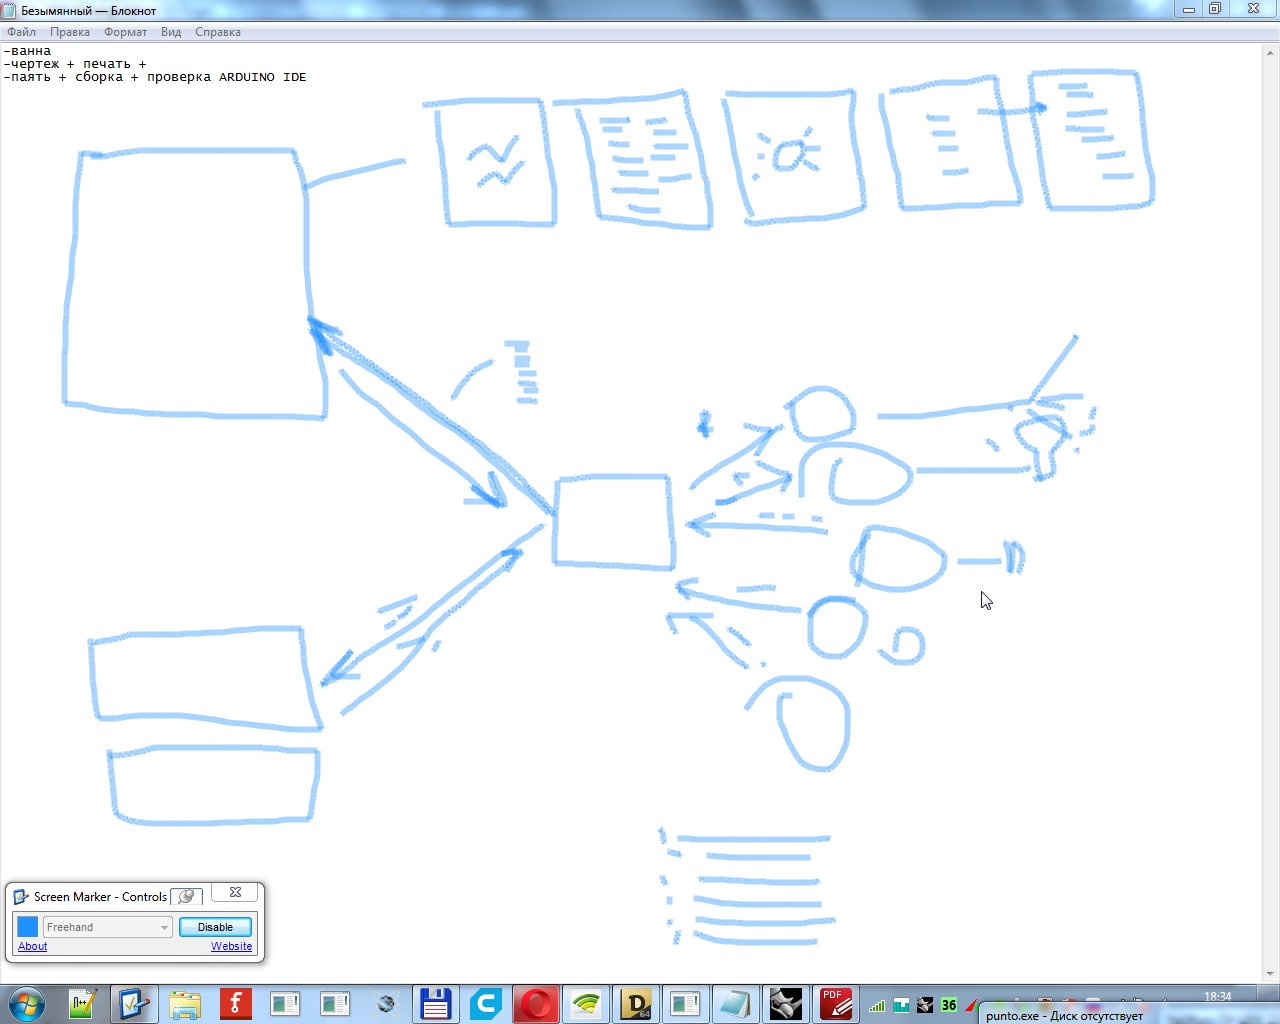 Безымянный — Блокнот
Файл Правка Формат Вид Справка
-ванна
-чертеж + печать +
-паять + сборка + проверка ARDUINO IDE
Screen Marker - Controls
Freehand
Disable
About
Website
PDF
64
36
18:34
punto.exe - Диск отсутствует